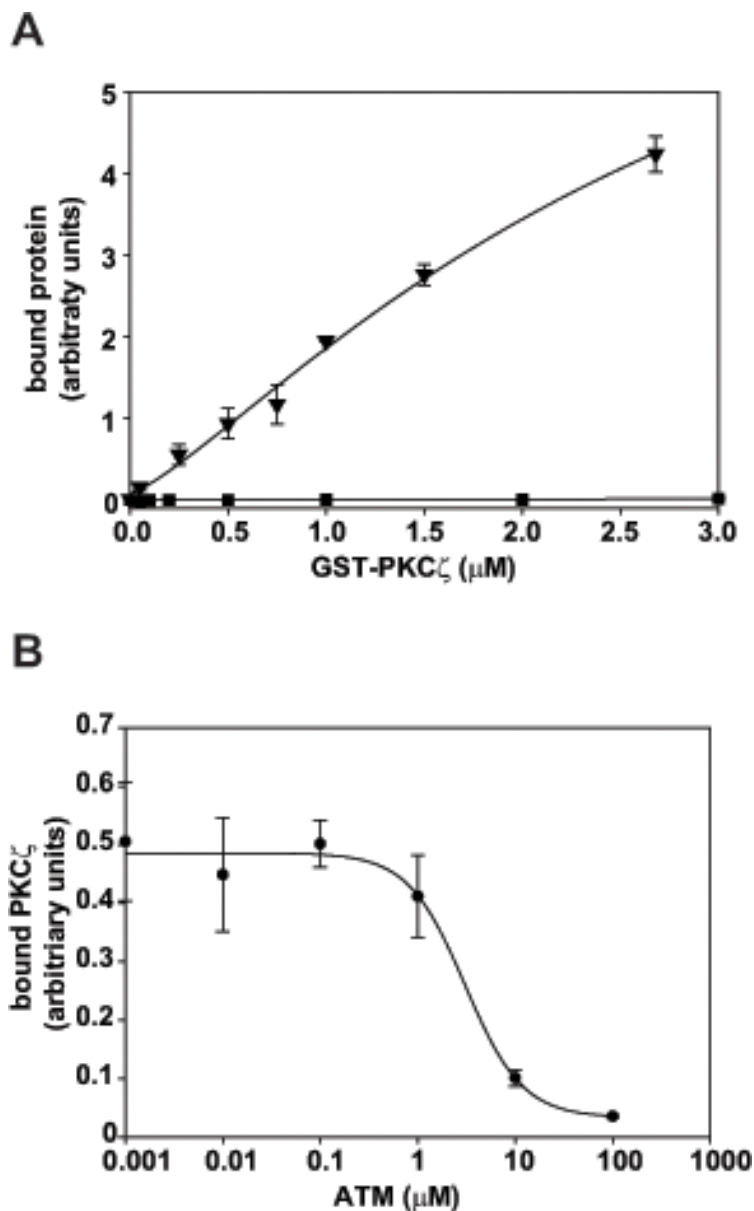 A
5
4
3
2
1
0
bound protein
(arbitraty units)
0.0 0.5 1.0 1.5 2.0 2.5 3.0
GST-PKCζ (μM)
B
0.7
0.6
0.5
0.4
0.3
0.2
0.1
0
bound PKCζ
(arbitriary units)
0.001 0.01 0.1 1 10 100 1000
ATM (μM)